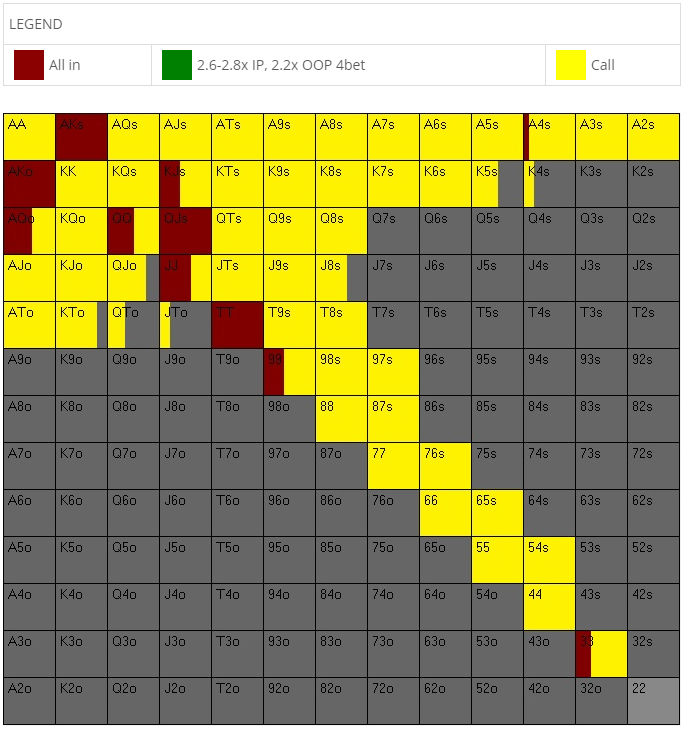 LEGEND
All in 2.6-2.8x IP, 2.2x OOP 4bet Call
AA AKs AQs AJs ATs A9s A8s A7s A6s A5s A4s A3s A2s
AKo KK KQs KJs KTs K9s K8s K7s K6s K5s K4s K3s K2s
AQo KQo QQ QJs QTs Q9s Q8s Q7s Q6s Q5s Q4s Q3s Q2s
AJo KJo QJo JJ JTs J9s J8s J7s J6s J5s J4s J3s J2s
ATo KTo QTo JTo TT T9s T8s T7s T6s T5s T4s T3s T2s
A9o K9o Q9o J9o T9o 99 98s 97s 96s 95s 94s 93s 92s
A8o K8o Q8o J8o T8o 98o 88 87s 86s 85s 84s 83s 82s
A7o K7o Q7o J7o T7o 97o 87o 77 76s 75s 74s 73s 72s
A6o K6o Q6o J6o T6o 96o 86o 76o 66 65s 64s 63s 62s
A5o K5o Q5o J5o T5o 95o 85o 75o 65o 55 54s 53s 52s
A4o K4o Q4o J4o T4o 94o 84o 74o 64o 54o 44 43s 42s
A3o K3o Q3o J3o T3o 93o 83o 73o 63o 53o 43o 33 32s
A2o K2o Q2o J2o T2o 92o 82o 72o 62o 52o 42o 32o 22